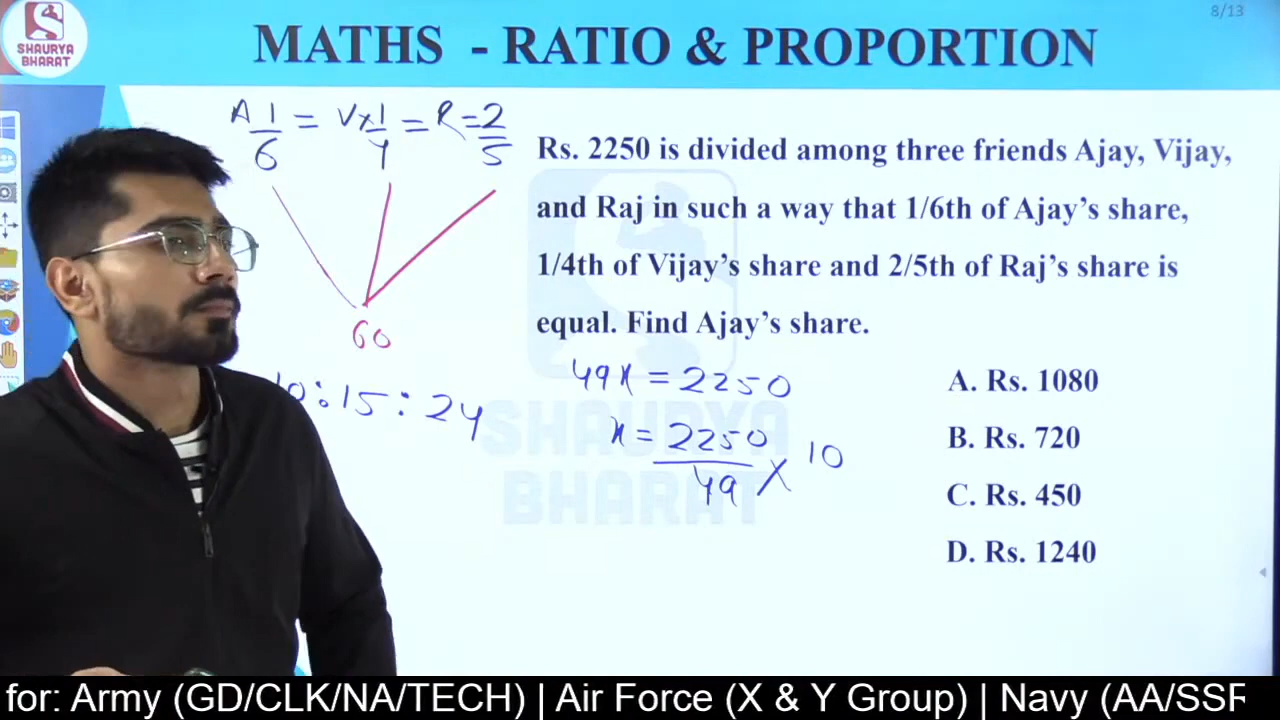 8/13
SHAURYA
BHARAT
MATHS - RATIO & PROPORTION
A 1/6 = V × 1/4 = R = 2/5
Rs. 2250 is divided among three friends Ajay, Vijay,
and Raj in such a way that 1/6th of Ajay’s share,
1/4th of Vijay’s share and 2/5th of Raj’s share is
equal. Find Ajay’s share.
60
10 : 15 : 24
49x = 2250
x = 2250/49 × 10
A. Rs. 1080
B. Rs. 720
C. Rs. 450
D. Rs. 1240
SHAURYA
BHARAT
for: Army (GD/CLK/NA/TECH) | Air Force (X & Y Group) | Navy (AA/SSR